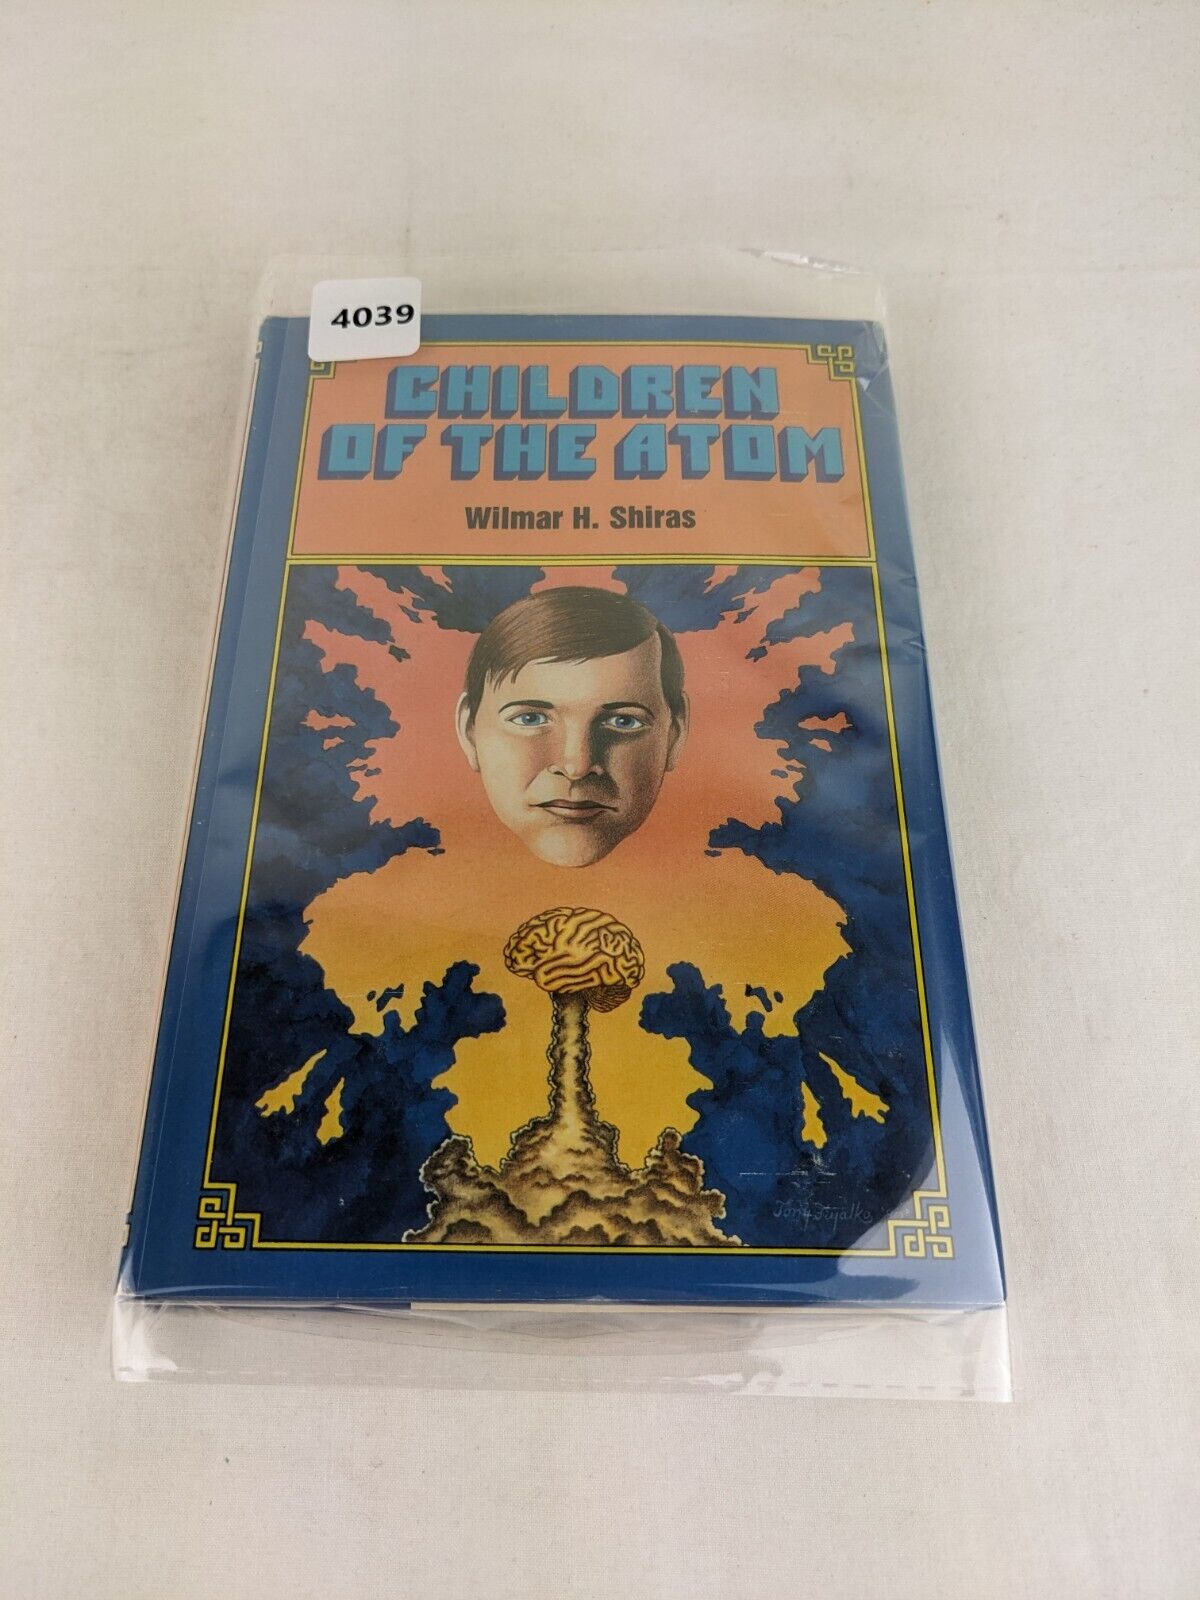 4039
CHILDREN
OF THE ATOM
Wilmar H. Shiras